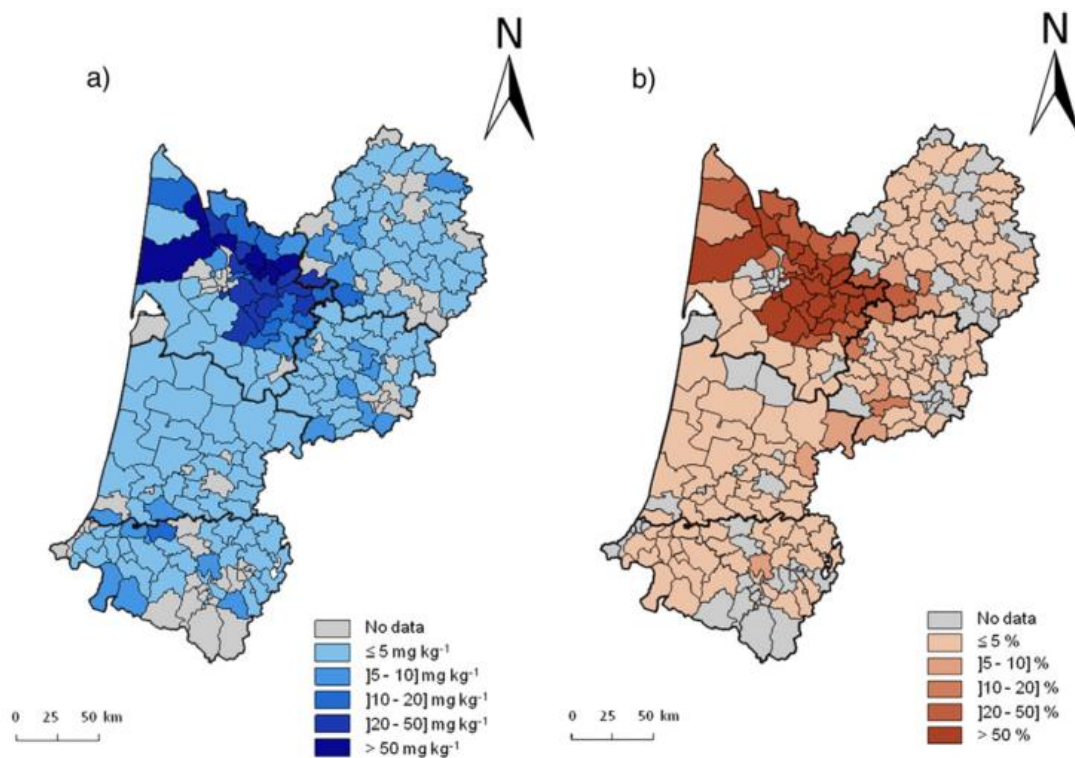 N
a)
No data
≤ 5 mg kg⁻¹
]5 - 10] mg kg⁻¹
]10 - 20] mg kg⁻¹
]20 - 50] mg kg⁻¹
> 50 mg kg⁻¹
0 25 50 km
N
b)
No data
≤ 5 %
]5 - 10] %
]10 - 20] %
]20 - 50] %
> 50 %
0 25 50 km